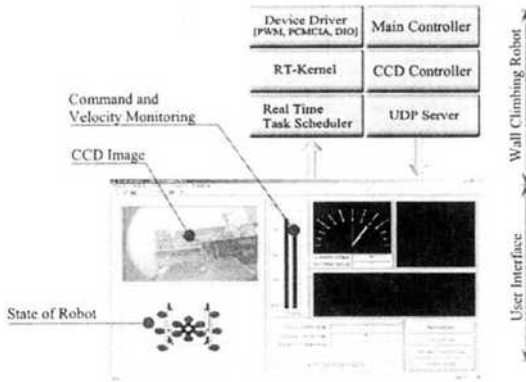 Device Driver
[PWM, PCMCIA, DIO]
Main Controller
RT-Kernel
CCD Controller
Real Time
Task Scheduler
UDP Server
Command and
Velocity Monitoring
CCD Image
State of Robot
Wall Climbing Robot
User Interface